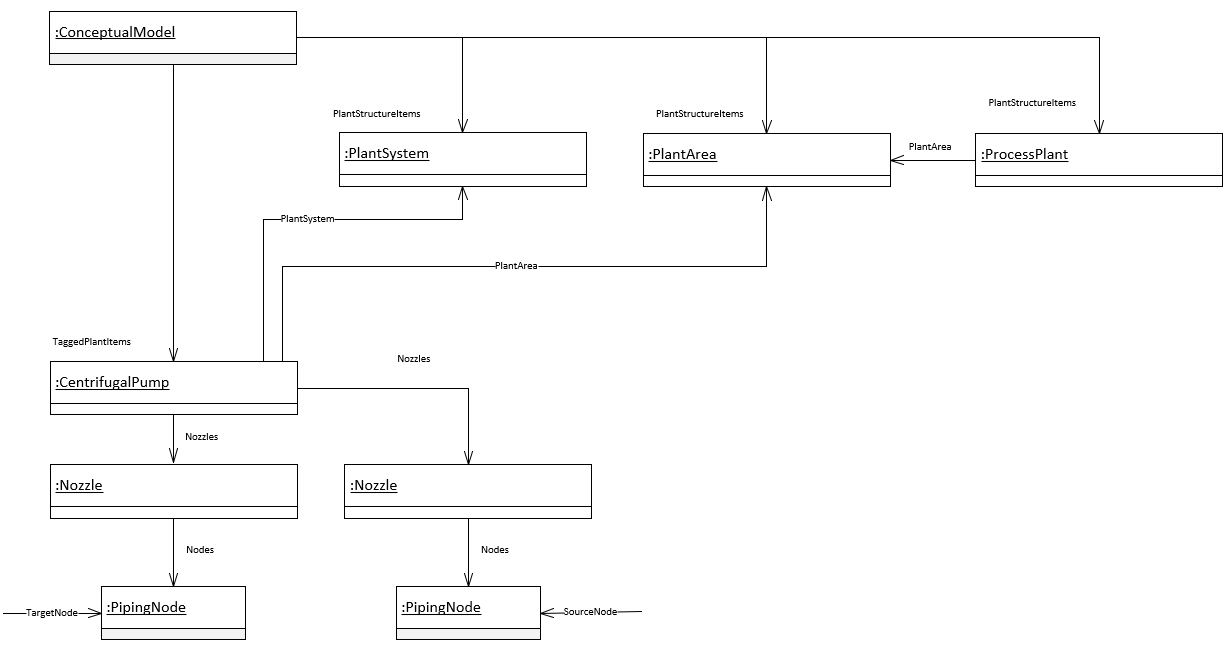 :ConceptualModel
PlantStructureItems
PlantStructureItems
PlantStructureItems
:PlantSystem
:PlantArea
PlantArea
:ProcessPlant
PlantSystem
PlantArea
TaggedPlantItems
:CentrifugalPump
Nozzles
Nozzles
:Nozzle
:Nozzle
Nodes
Nodes
TargetNode
:PipingNode
:PipingNode
SourceNode